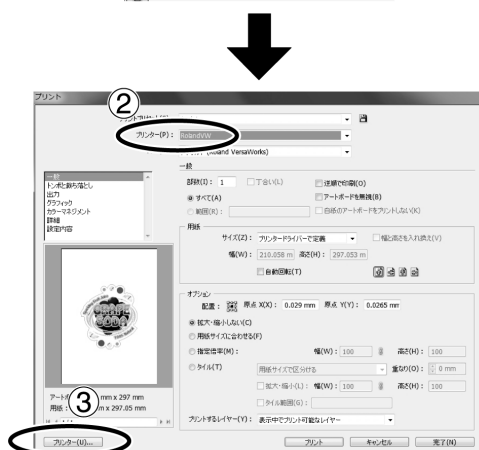 プリント
②
プリンター(P): RolandVW
(Roland VersaWorks)
一般
トンボと裁ち落とし
出力
グラフィック
カラーマネジメント
詳細
設定内容
一般
部数(I): 1 丁合い(L) 逆順で印刷(O)
すべて(A) アートボードを無視(B)
範囲(R): 白紙のアートボードをプリントしない(K)
用紙
サイズ(Z): プリンタードライバーで定義 幅と高さを入れ換え(V)
幅(W): 210.058 m 高さ(H): 297.053 m
自動回転(T)
オプション
配置: 原点 X(X): 0.029 mm 原点 Y(Y): 0.0265 mm
拡大・縮小しない(C)
用紙サイズに合わせる(F)
指定倍率(M): 幅(W): 100 高さ(H): 100
タイル(T) 用紙サイズで区分ける 重なり(O): 0 mm
拡大・縮小(L): 幅(W): 100 高さ(H): 100
タイル範囲(G):
プリントするレイヤー(Y): 表示中でプリント可能なレイヤー
GRAPE
SODA
mm x 297 mm
用紙: m x 297.05 mm
③
プリンター(U)... プリント キャンセル 完了(N)